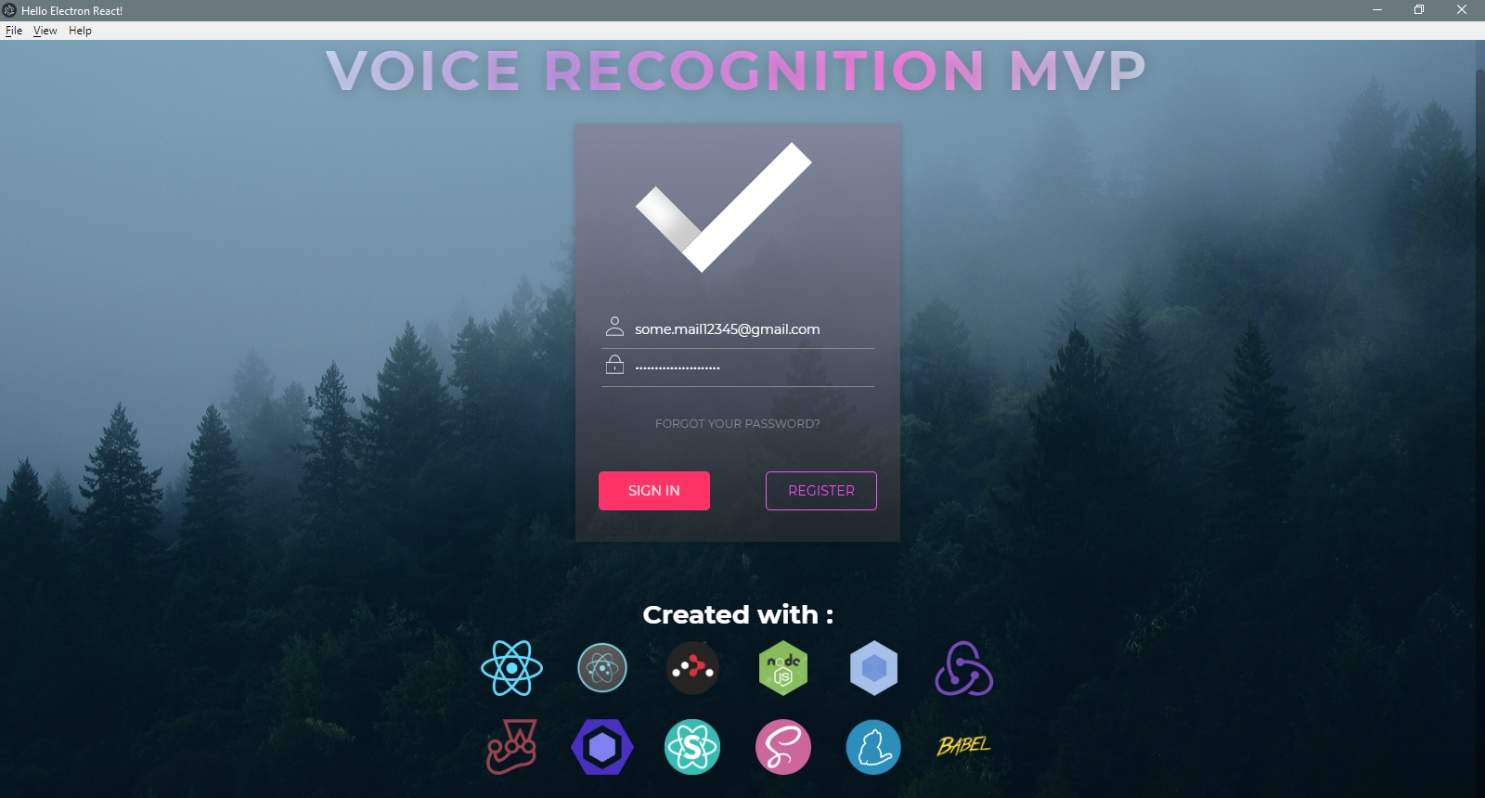 Hello Electron React!
File View Help
VOICE RECOGNITION MVP
some.mail12345@gmail.com
••••••••••••••••••••••
FORGOT YOUR PASSWORD?
SIGN IN REGISTER
Created with :
node
JS
S
BABEL